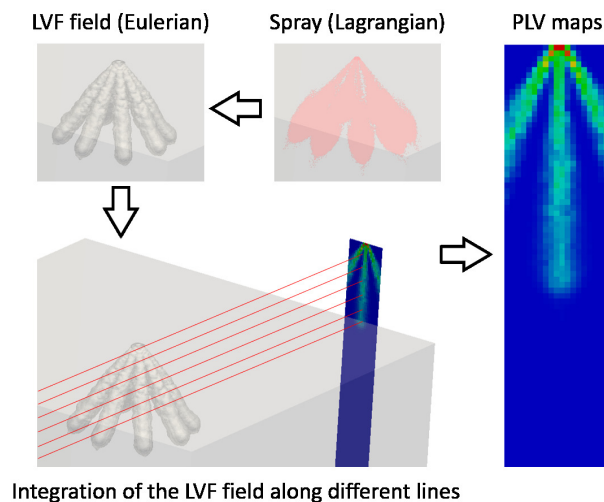 LVF field (Eulerian)
Spray (Lagrangian)
PLV maps
Integration of the LVF field along different lines